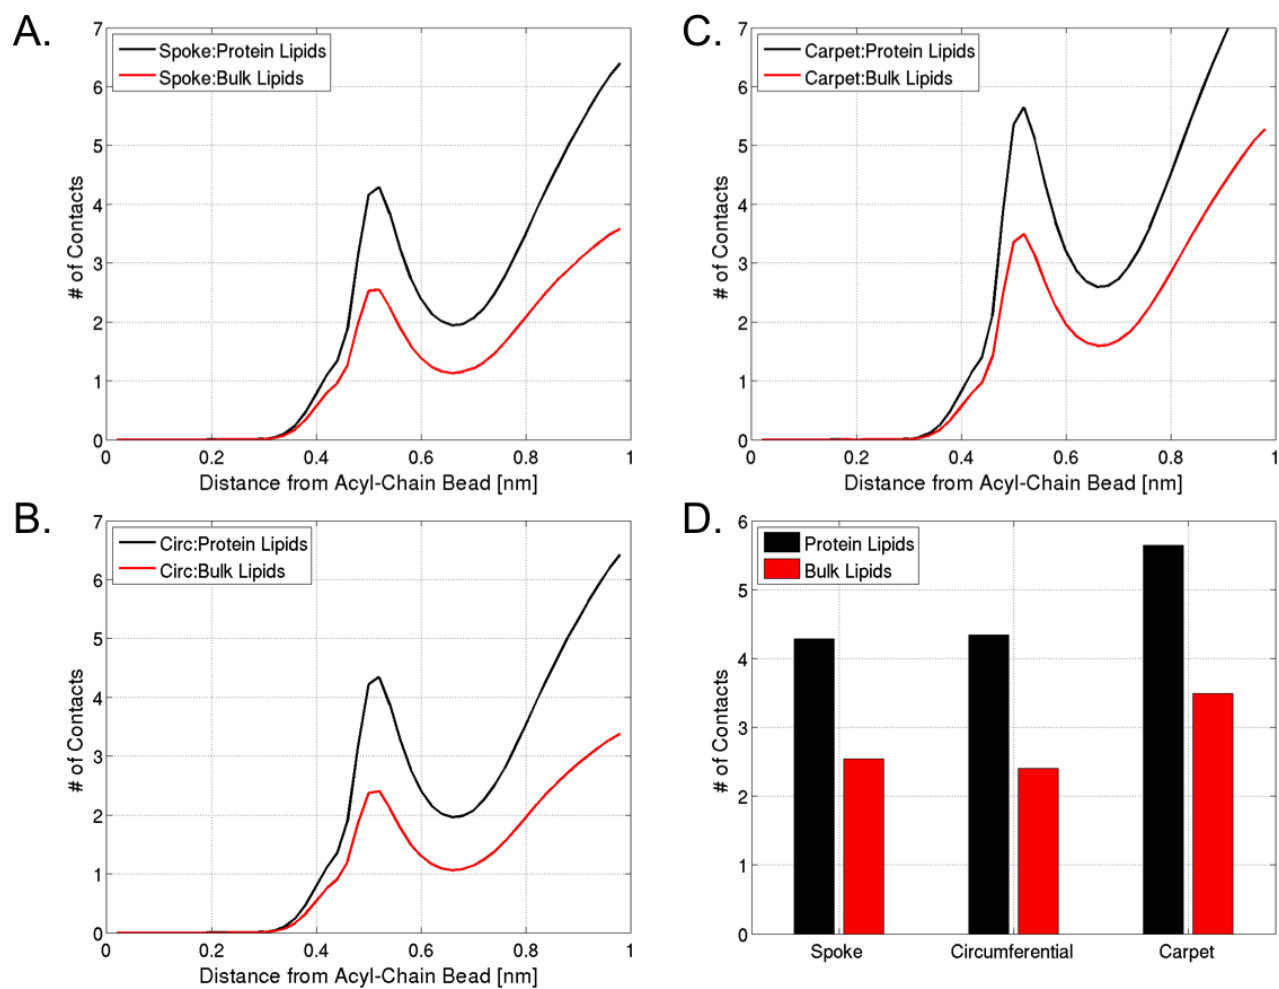 A.
7
6
5
4
3
2
1
0
# of Contacts
Spoke:Protein Lipids
Spoke:Bulk Lipids
0 0.2 0.4 0.6 0.8 1
Distance from Acyl-Chain Bead [nm]
C.
7
6
5
4
3
2
1
0
# of Contacts
Carpet:Protein Lipids
Carpet:Bulk Lipids
0 0.2 0.4 0.6 0.8 1
Distance from Acyl-Chain Bead [nm]
B.
7
6
5
4
3
2
1
0
# of Contacts
Circ:Protein Lipids
Circ:Bulk Lipids
0 0.2 0.4 0.6 0.8 1
Distance from Acyl-Chain Bead [nm]
D.
6
5
4
3
2
1
0
# of Contacts
Protein Lipids
Bulk Lipids
Spoke Circumferential Carpet